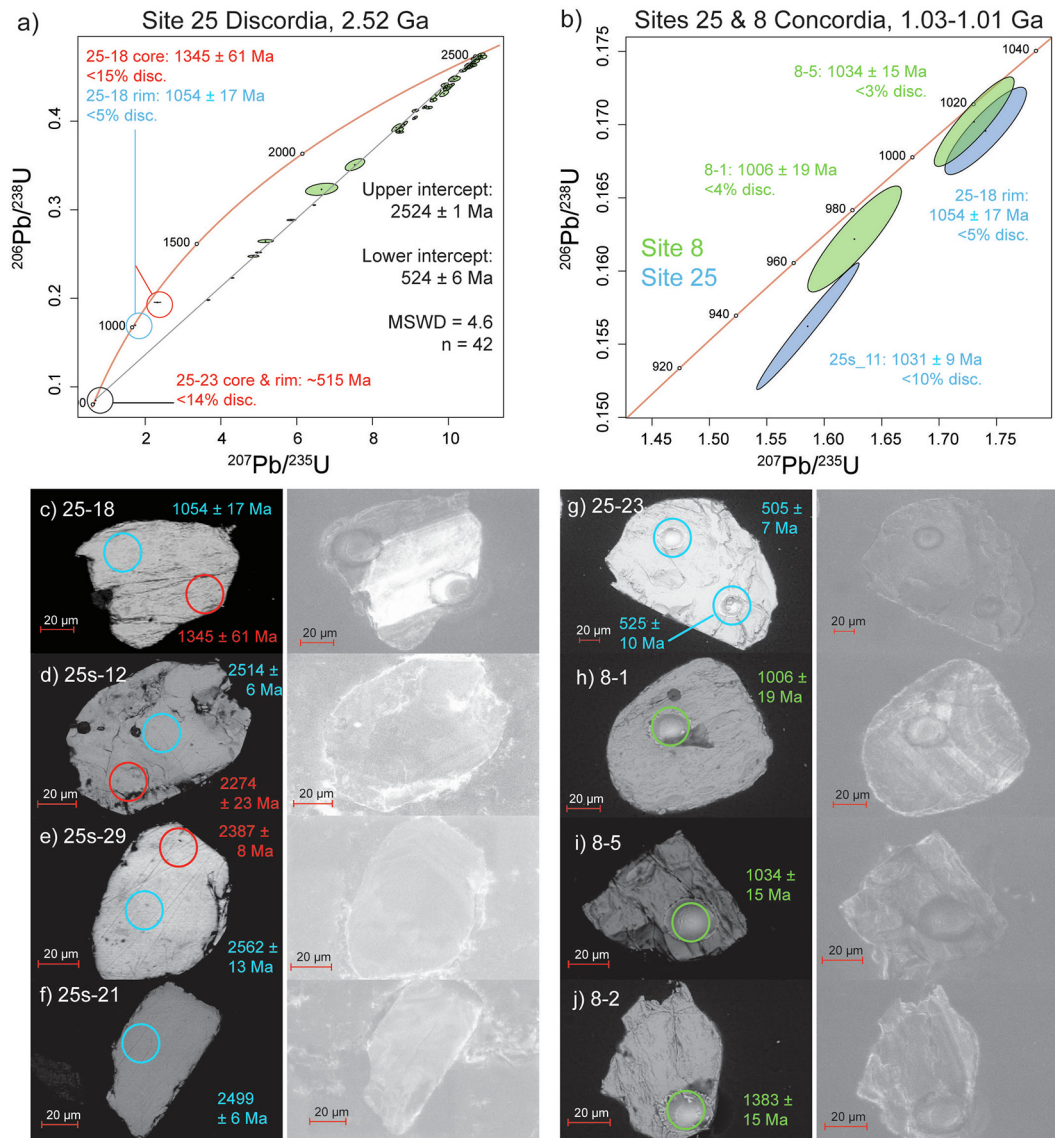 a)
Site 25 Discordia, 2.52 Ga
25-18 core: 1345 ± 61 Ma
<15% disc.
25-18 rim: 1054 ± 17 Ma
<5% disc.
2500
2000
1500
1000
0
Upper intercept:
2524 ± 1 Ma
Lower intercept:
524 ± 6 Ma
MSWD = 4.6
n = 42
25-23 core & rim: ~515 Ma
<14% disc.
0.4
0.3
0.2
0.1
206Pb/238U
2 4 6 8 10
207Pb/235U
b)
Sites 25 & 8 Concordia, 1.03-1.01 Ga
8-5: 1034 ± 15 Ma
<3% disc.
1040
1020
1000
980
960
940
920
8-1: 1006 ± 19 Ma
<4% disc.
25-18 rim:
1054 ± 17 Ma
<5% disc.
Site 8
Site 25
25s_11: 1031 ± 9 Ma
<10% disc.
0.175
0.170
0.165
0.160
0.155
0.150
206Pb/238U
1.45 1.50 1.55 1.60 1.65 1.70 1.75
207Pb/235U
c) 25-18
1054 ± 17 Ma
1345 ± 61 Ma
20 µm
20 µm
d) 25s-12
2514 ±
6 Ma
2274
± 23 Ma
20 µm
20 µm
e) 25s-29
2387 ±
8 Ma
2562 ±
13 Ma
20 µm
20 µm
f) 25s-21
2499
± 6 Ma
20 µm
20 µm
g) 25-23
505 ±
7 Ma
525 ±
10 Ma
20 µm
20 µm
h) 8-1
1006 ±
19 Ma
20 µm
20 µm
i) 8-5
1034 ±
15 Ma
20 µm
20 µm
j) 8-2
1383 ±
15 Ma
20 µm
20 µm